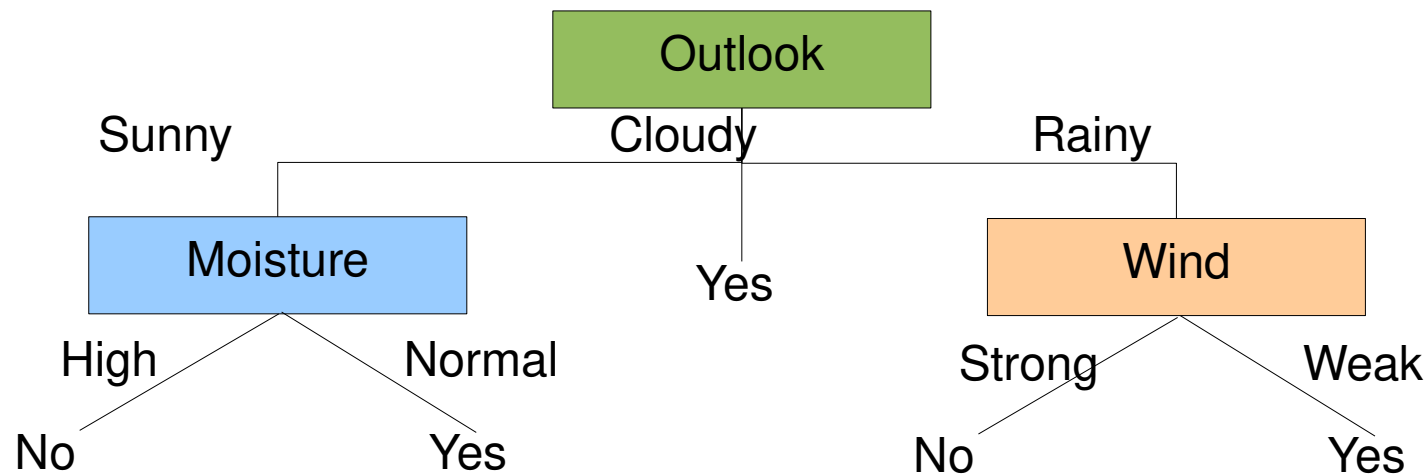 Outlook
Sunny Cloudy Rainy
Moisture Yes Wind
High Normal Strong Weak
No Yes No Yes